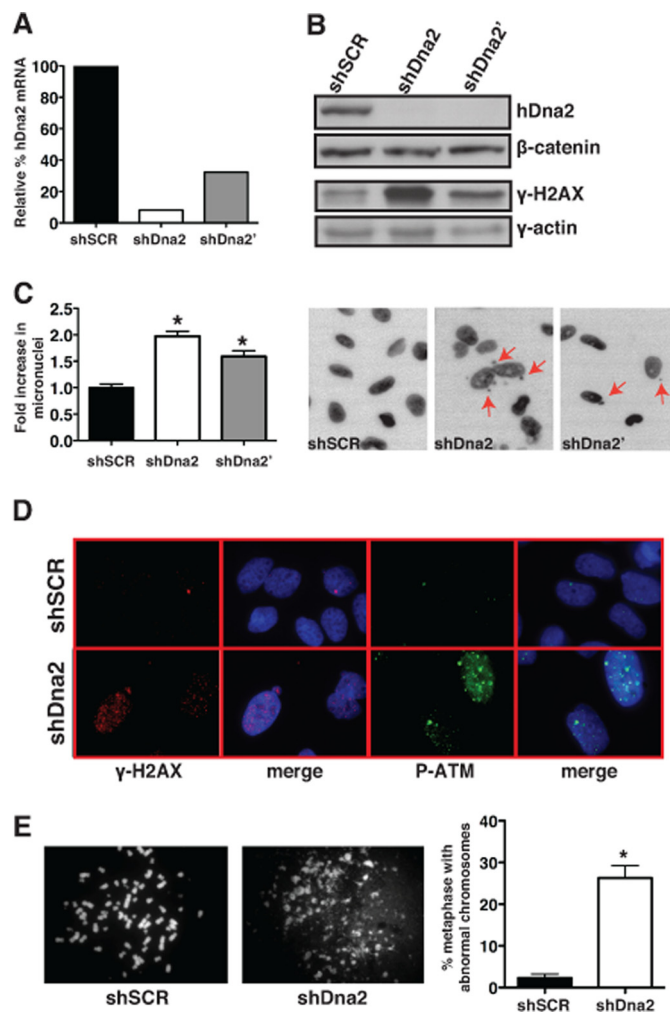 A
Relative % hDna2 mRNA
100
80
60
40
20
0
shSCR
shDna2
shDna2'
B
shSCR
shDna2
shDna2'
hDna2
β-catenin
γ-H2AX
γ-actin
C
Fold increase in
micronuclei
2.5
2.0
1.5
1.0
0.5
0.0
*
*
shSCR
shDna2
shDna2'
shSCR
shDna2
shDna2'
D
shSCR
shDna2
γ-H2AX
merge
P-ATM
merge
E
shSCR
shDna2
% metaphase with
abnormal chromosomes
40
30
20
10
0
*
shSCR
shDna2